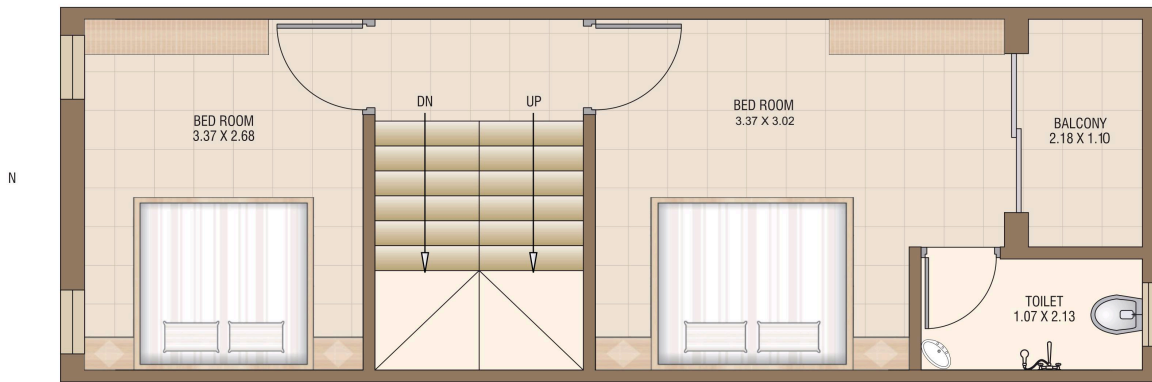 DN
UP
BED ROOM
3.37 X 2.68
BED ROOM
3.37 X 3.02
BALCONY
2.18 X 1.10
N
TOILET
1.07 X 2.13